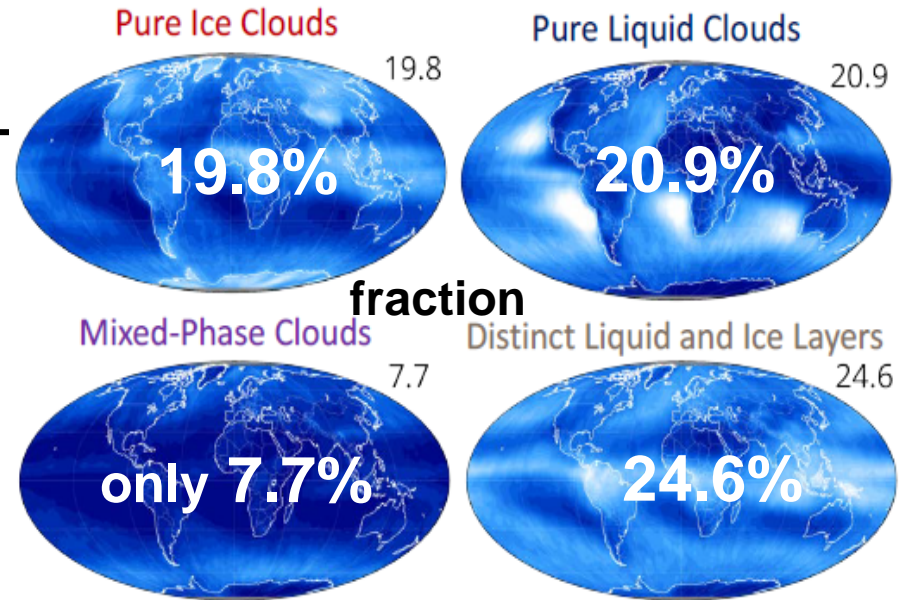 Pure Ice Clouds
19.8
19.8%
Pure Liquid Clouds
20.9
20.9%
fraction
Mixed-Phase Clouds
7.7
only 7.7%
Distinct Liquid and Ice Layers
24.6
24.6%